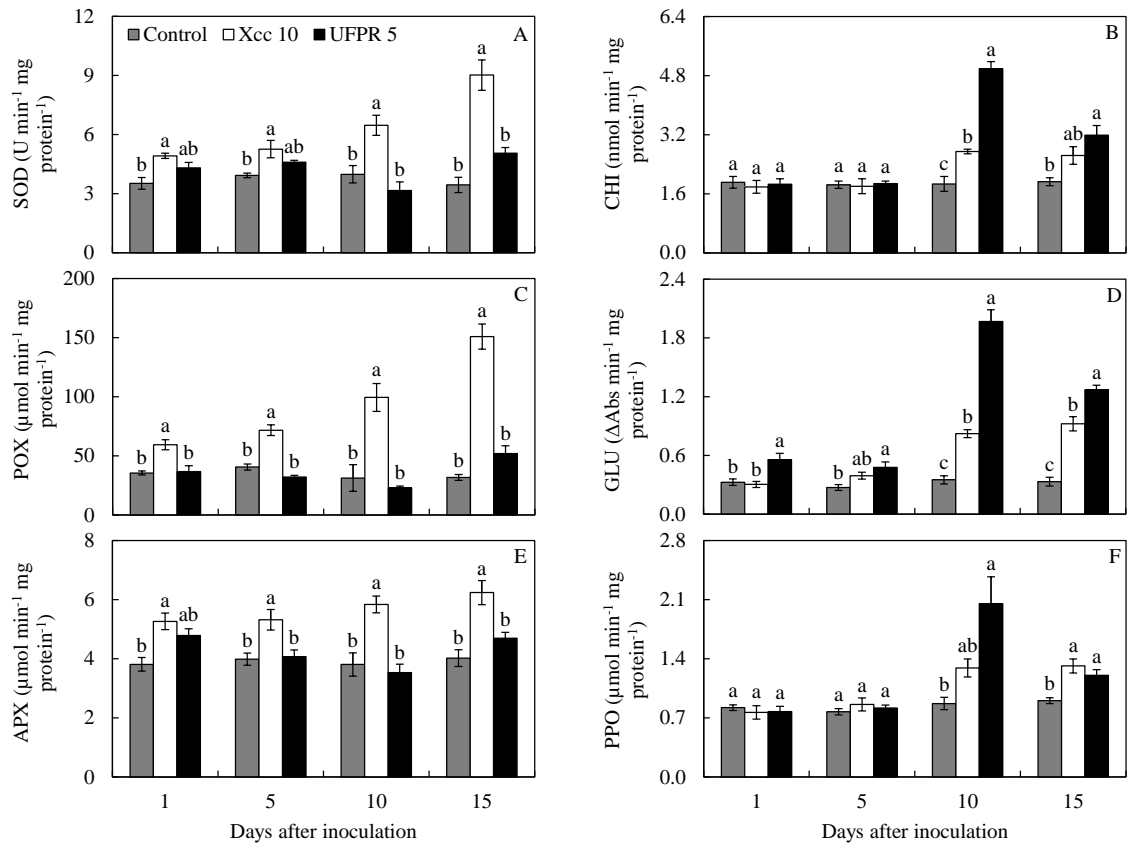 Control Xcc 10 UFPR 5
A
SOD (U min⁻¹ mg
protein⁻¹)
12
9
6
3
0
b a ab
b a ab
b a b
b a b
B
CHI (nmol min⁻¹ mg
protein⁻¹)
6.4
4.8
3.2
1.6
0.0
a a a
a a a
c b a
b ab a
C
POX (µmol min⁻¹ mg
protein⁻¹)
200
150
100
50
0
b a b
b a b
b a b
b a b
D
GLU (ΔAbs min⁻¹ mg
protein⁻¹)
2.4
1.8
1.2
0.6
0.0
b b a
b ab a
c b a
c b a
E
APX (µmol min⁻¹ mg
protein⁻¹)
8
6
4
2
0
b a ab
b a b
b a b
b a b
1 5 10 15
Days after inoculation
F
PPO (µmol min⁻¹ mg
protein⁻¹)
2.8
2.1
1.4
0.7
0.0
a a a
a a a
b ab a
b a a
1 5 10 15
Days after inoculation